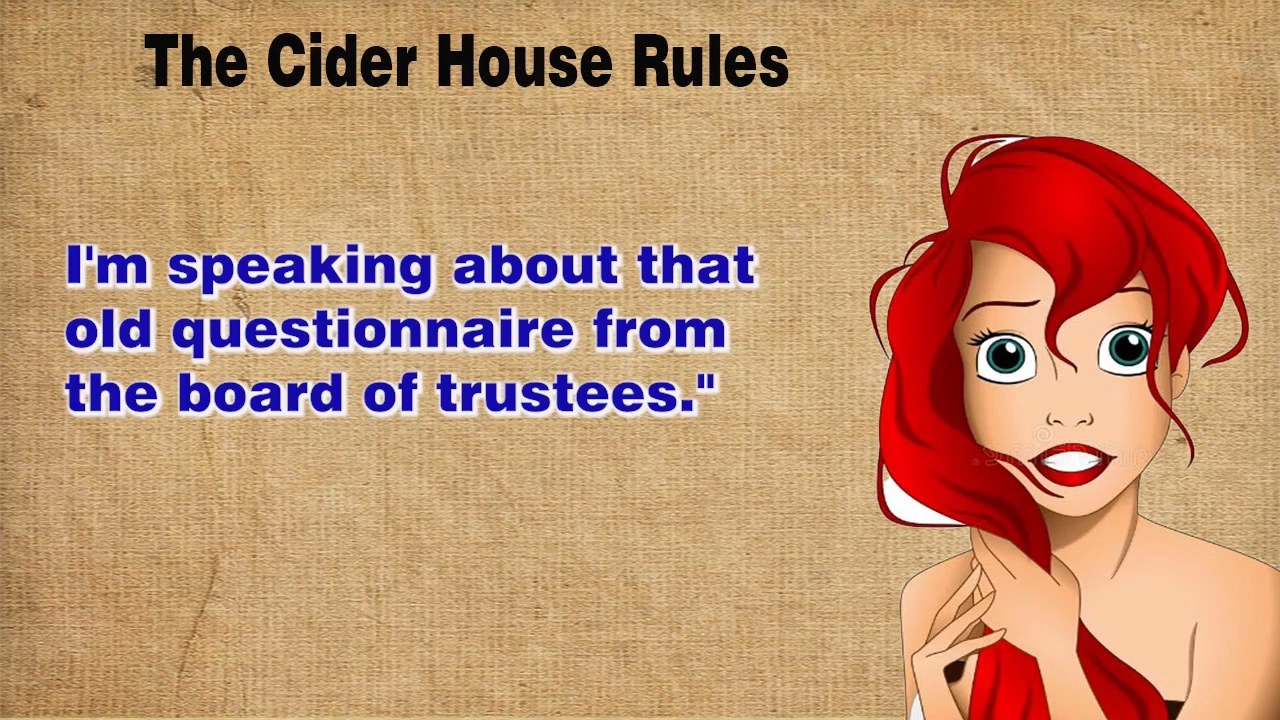 The Cider House Rules
I'm speaking about that
old questionnaire from
the board of trustees."